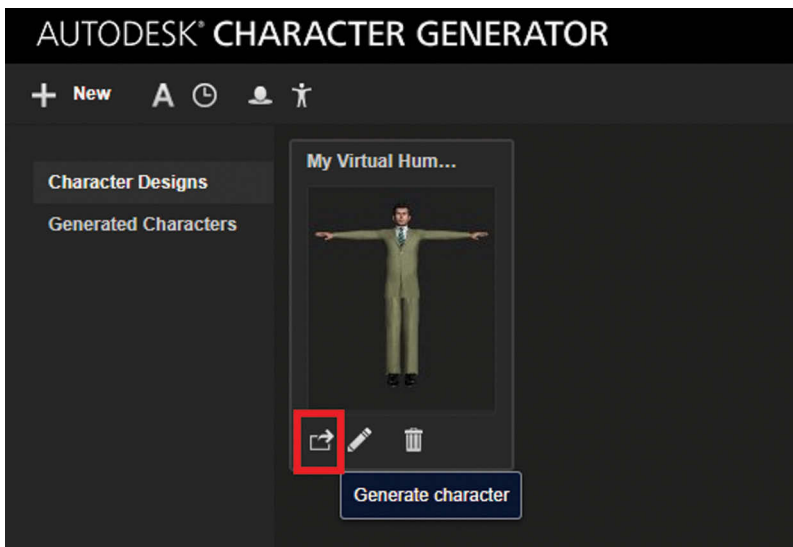 AUTODESK® CHARACTER GENERATOR
New A
My Virtual Hum...
Character Designs
Generated Characters
Generate character